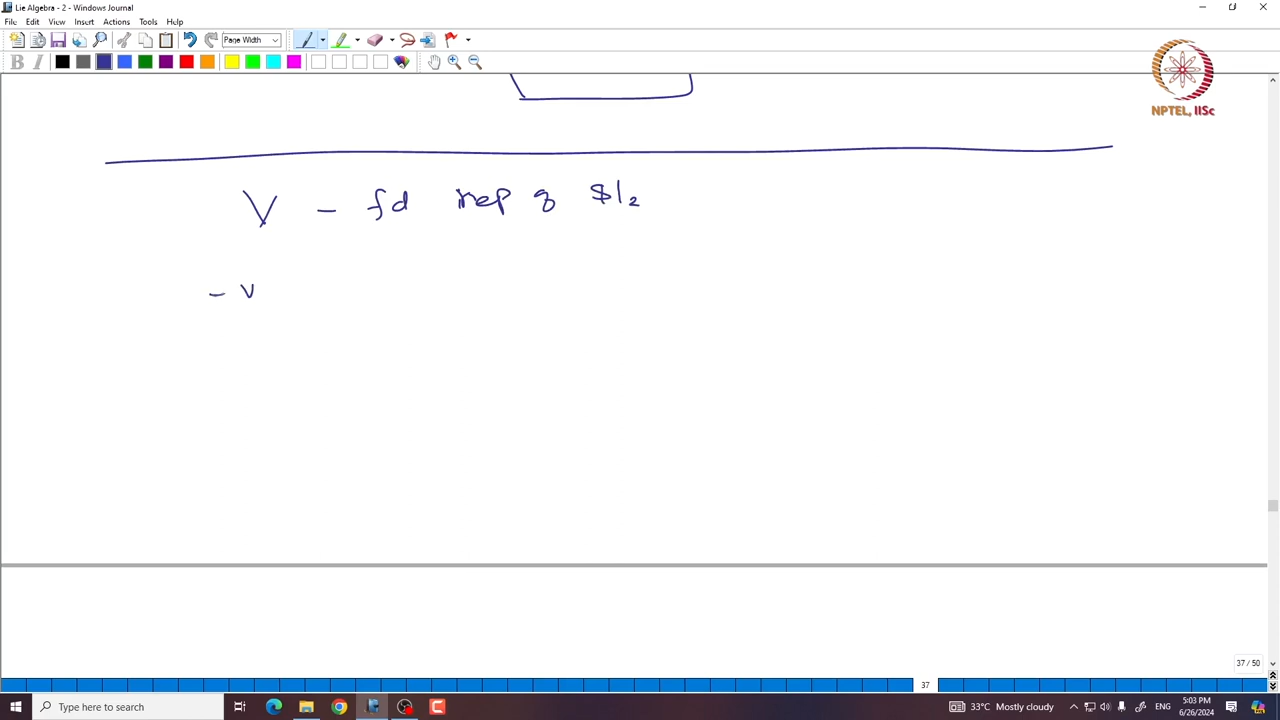 Lie Algebra - 2 - Windows Journal
File Edit View Insert Actions Tools Help
Page Width
B I
NPTEL, IISc
V - fd rep of sl2
- V
37 / 50
37
Type here to search
33°C Mostly cloudy ENG 5:03 PM
6/26/2024